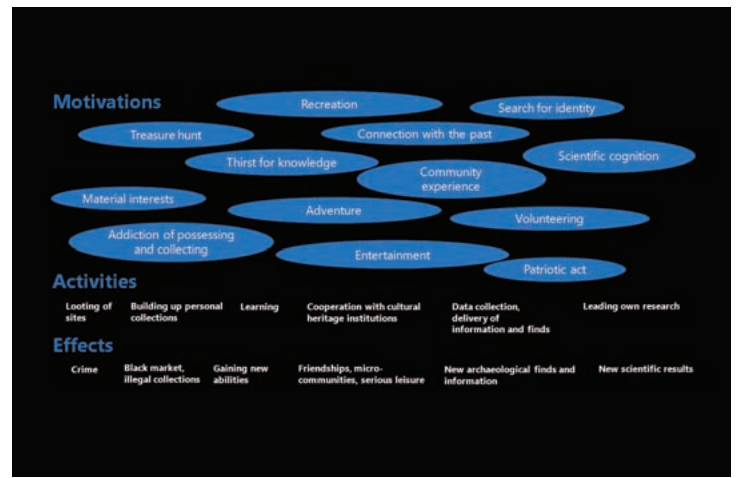 Motivations
Recreation
Search for identity
Treasure hunt
Connection with the past
Thirst for knowledge
Scientific cognition
Community
experience
Material interests
Adventure
Volunteering
Addiction of possessing
and collecting
Entertainment
Patriotic act
Activities
Looting of
sites
Building up personal
collections
Learning
Cooperation with cultural
heritage institutions
Data collection,
delivery of
information and finds
Leading own research
Effects
Crime
Black market,
illegal collections
Gaining new
abilities
Friendships, micro-
communities, serious leisure
New archaeological finds and
information
New scientific results